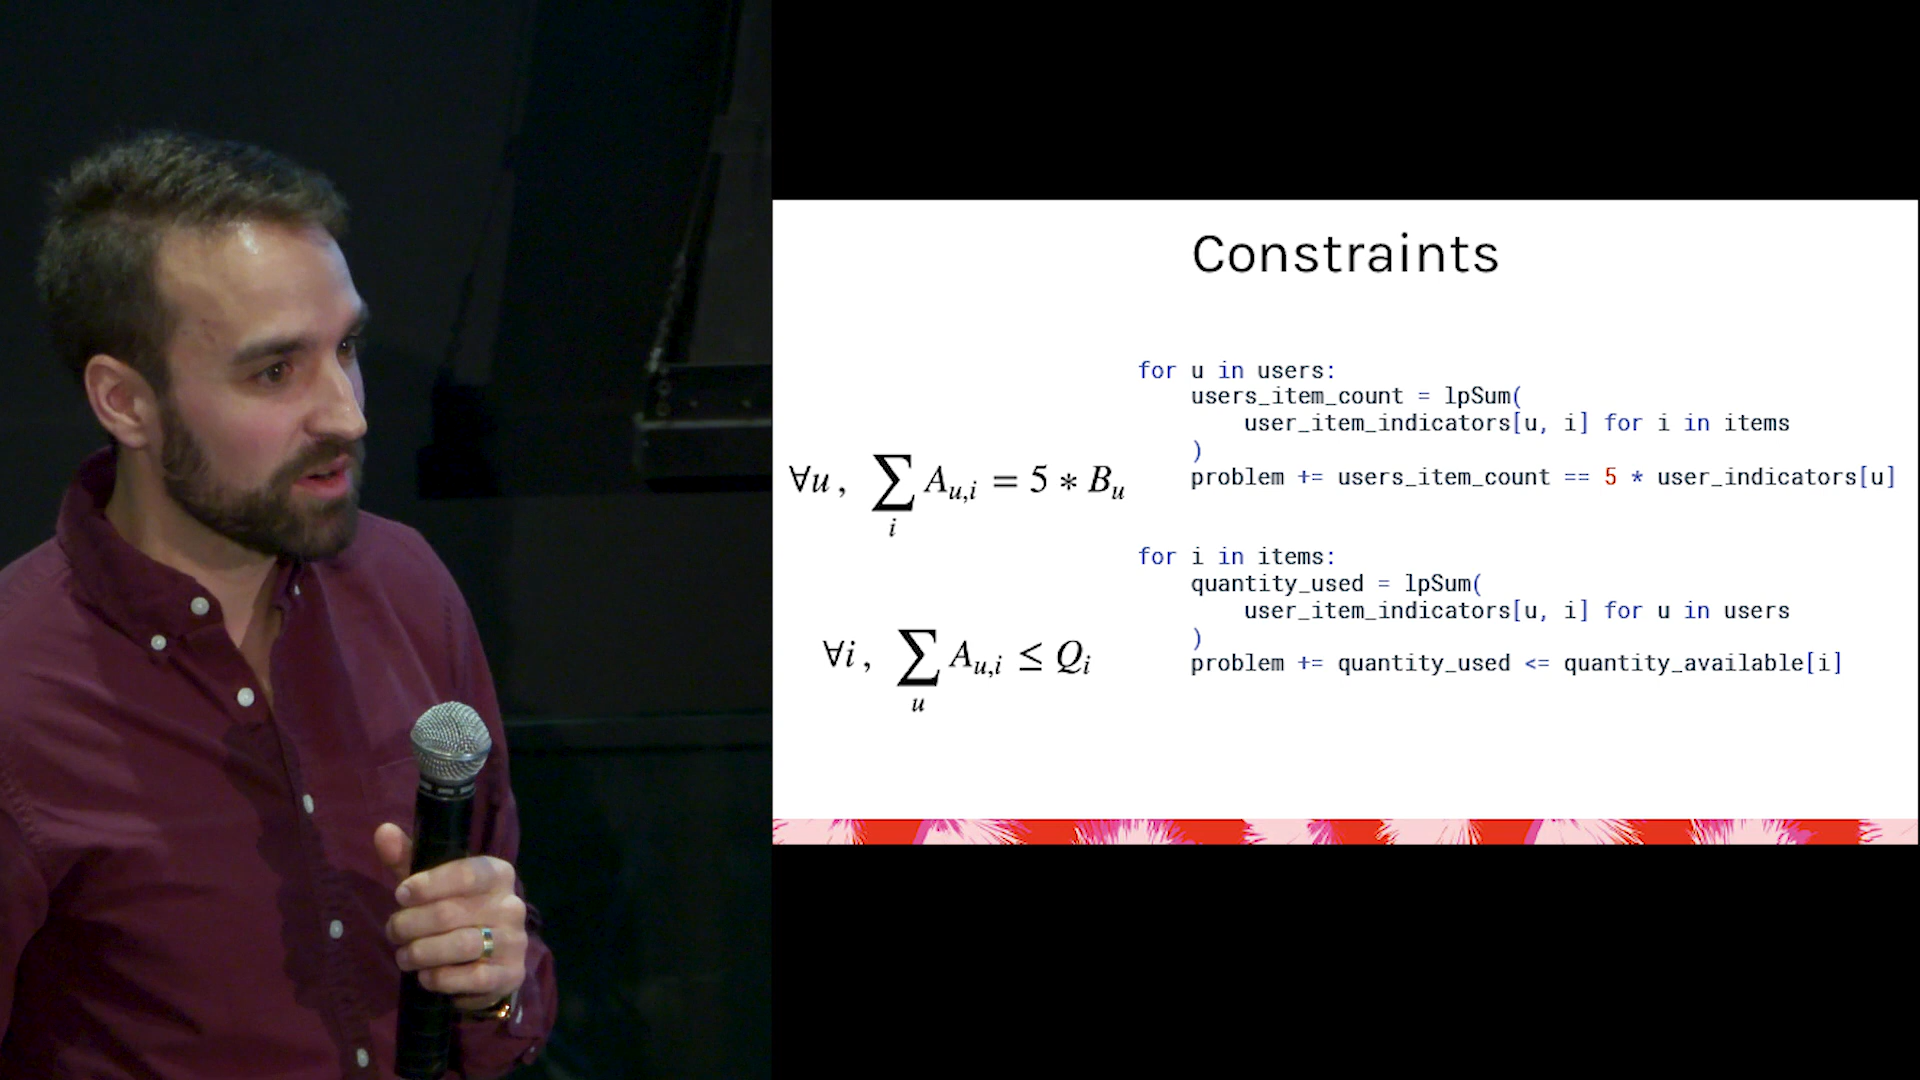 Constraints
∀u , ∑ A_{u,i} = 5 * B_u
i
for u in users:
users_item_count = lpSum(
user_item_indicators[u, i] for i in items
)
problem += users_item_count == 5 * user_indicators[u]
∀i , ∑ A_{u,i} ≤ Q_i
u
for i in items:
quantity_used = lpSum(
user_item_indicators[u, i] for u in users
)
problem += quantity_used <= quantity_available[i]